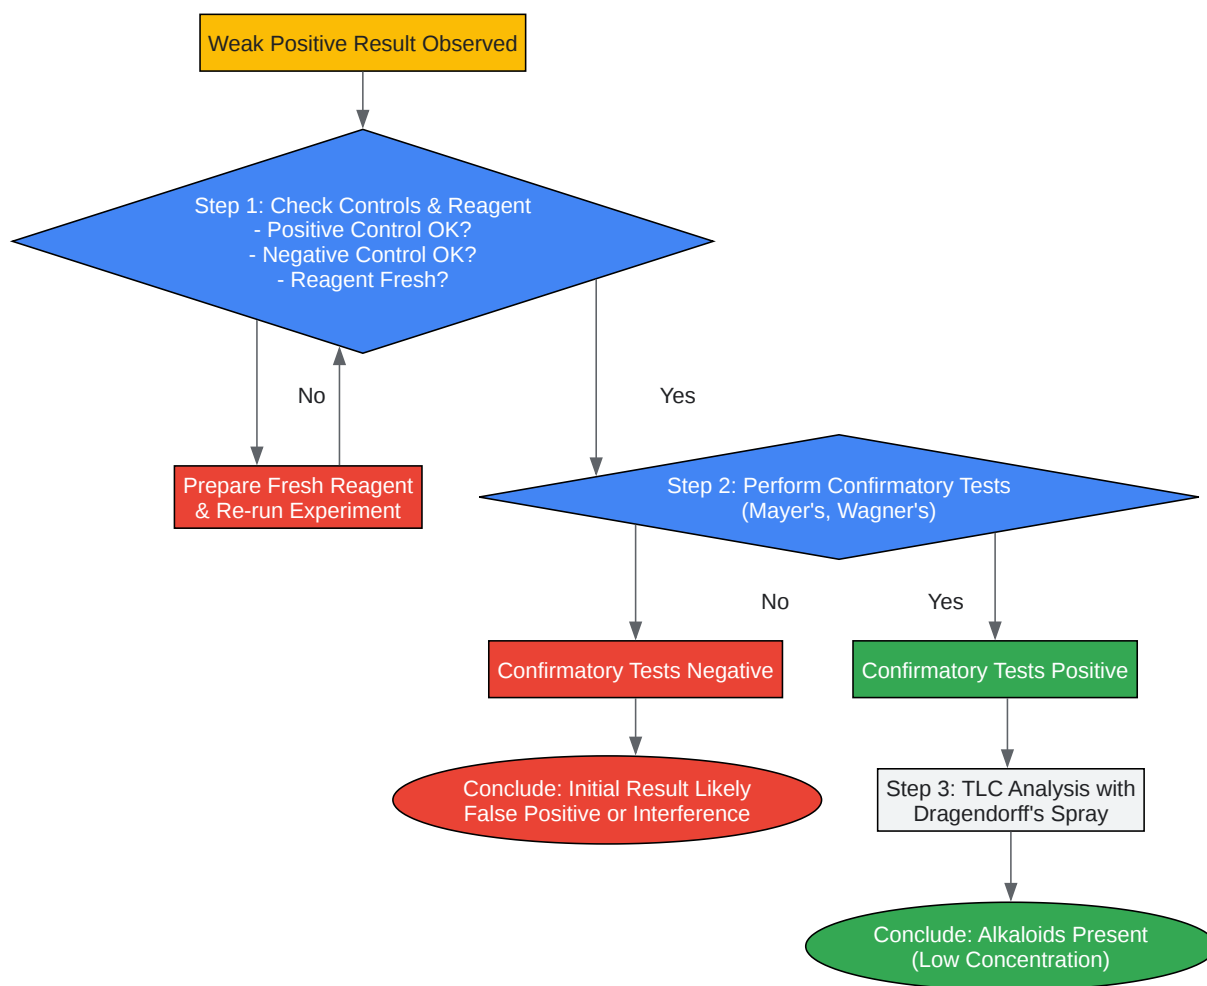 Weak Positive Result Observed
Step 1: Check Controls & Reagent
- Positive Control OK?
- Negative Control OK?
- Reagent Fresh?
No
Yes
Prepare Fresh Reagent
& Re-run Experiment
Step 2: Perform Confirmatory Tests
(Mayer's, Wagner's)
No
Yes
Confirmatory Tests Negative
Confirmatory Tests Positive
Conclude: Initial Result Likely
False Positive or Interference
Step 3: TLC Analysis with
Dragendorff's Spray
Conclude: Alkaloids Present
(Low Concentration)